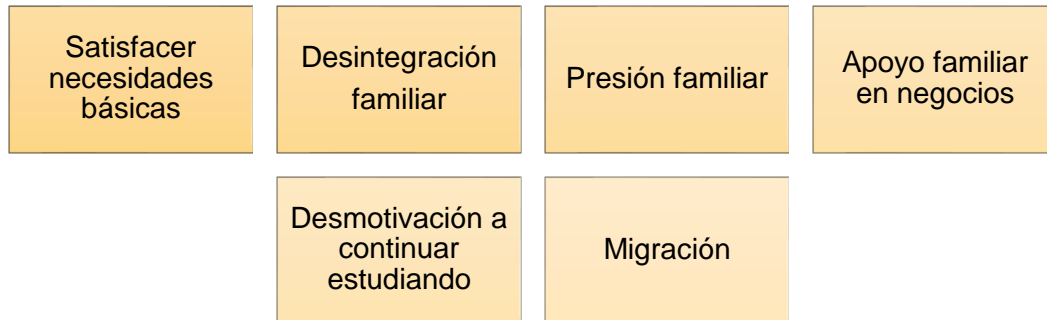 Satisfacer
necesidades
básicas
Desintegración
familiar
Presión familiar
Apoyo familiar
en negocios
Desmotivación a
continuar
estudiando
Migración